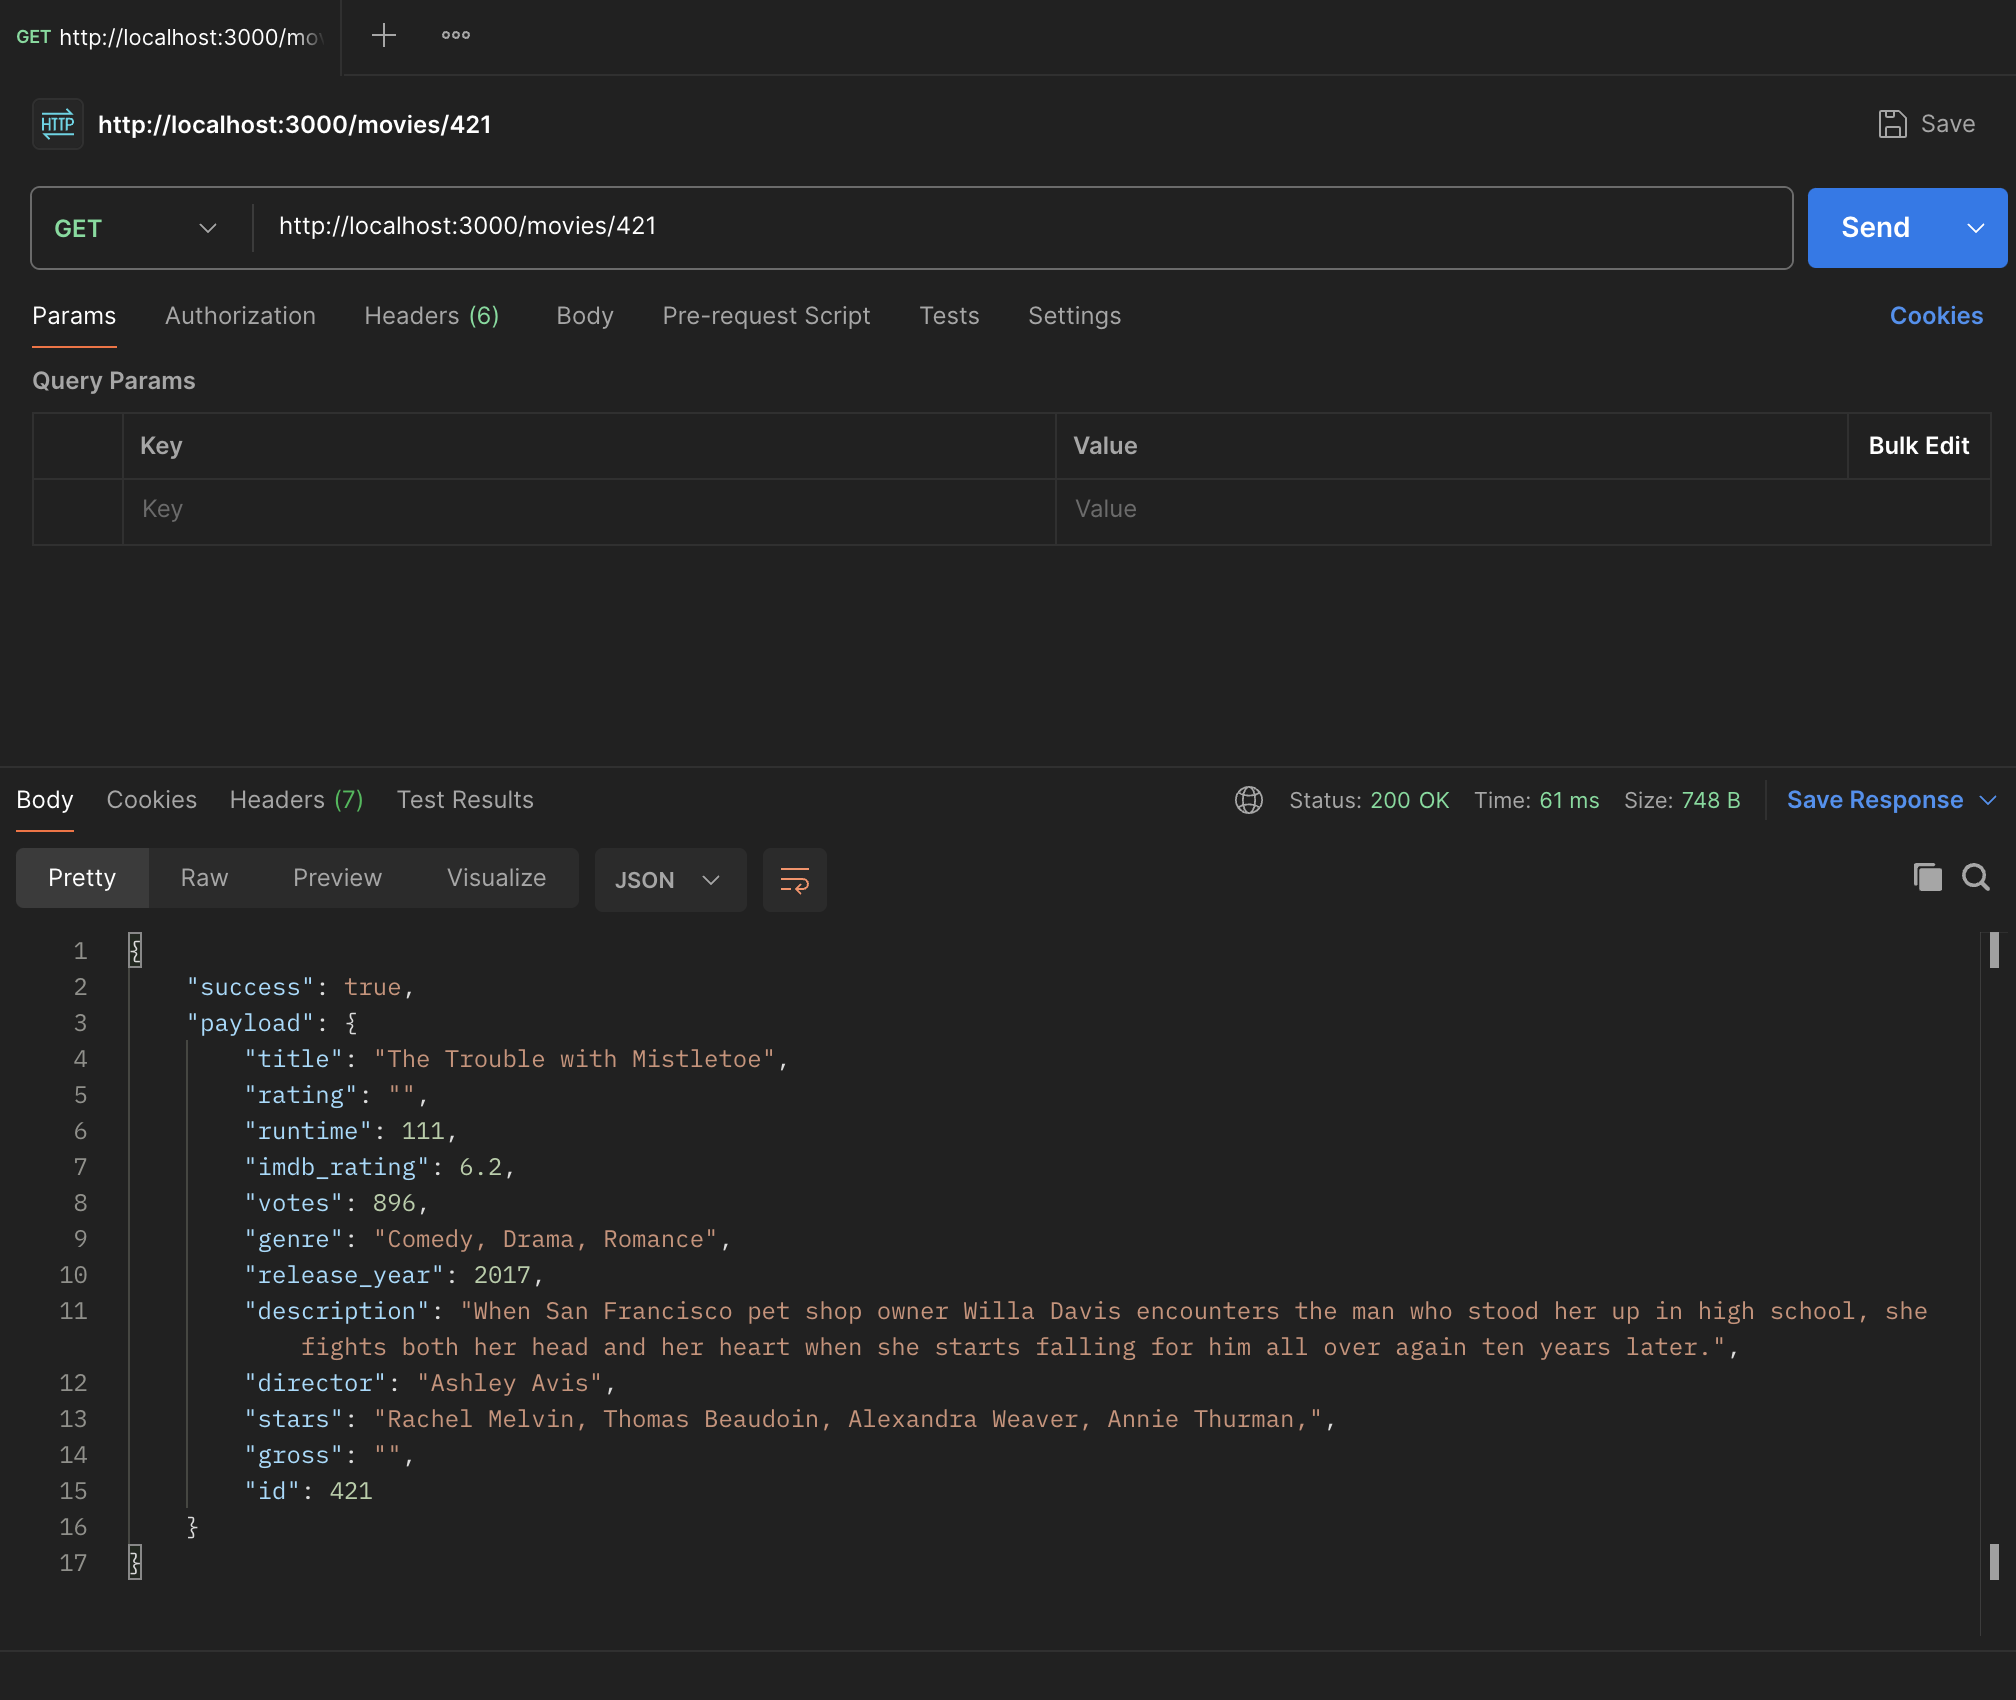 GET http://localhost:3000/mo
HTTP http://localhost:3000/movies/421 Save
GET http://localhost:3000/movies/421 Send
Params Authorization Headers (6) Body Pre-request Script Tests Settings Cookies
Query Params
Key Value Bulk Edit
Key Value
Body Cookies Headers (7) Test Results Status: 200 OK Time: 61 ms Size: 748 B Save Response
Pretty Raw Preview Visualize JSON
1 {
2 "success": true,
3 "payload": {
4 "title": "The Trouble with Mistletoe",
5 "rating": "",
6 "runtime": 111,
7 "imdb_rating": 6.2,
8 "votes": 896,
9 "genre": "Comedy, Drama, Romance",
10 "release_year": 2017,
11 "description": "When San Francisco pet shop owner Willa Davis encounters the man who stood her up in high school, she
fights both her head and her heart when she starts falling for him all over again ten years later.",
12 "director": "Ashley Avis",
13 "stars": "Rachel Melvin, Thomas Beaudoin, Alexandra Weaver, Annie Thurman,",
14 "gross": "",
15 "id": 421
16 }
17 }